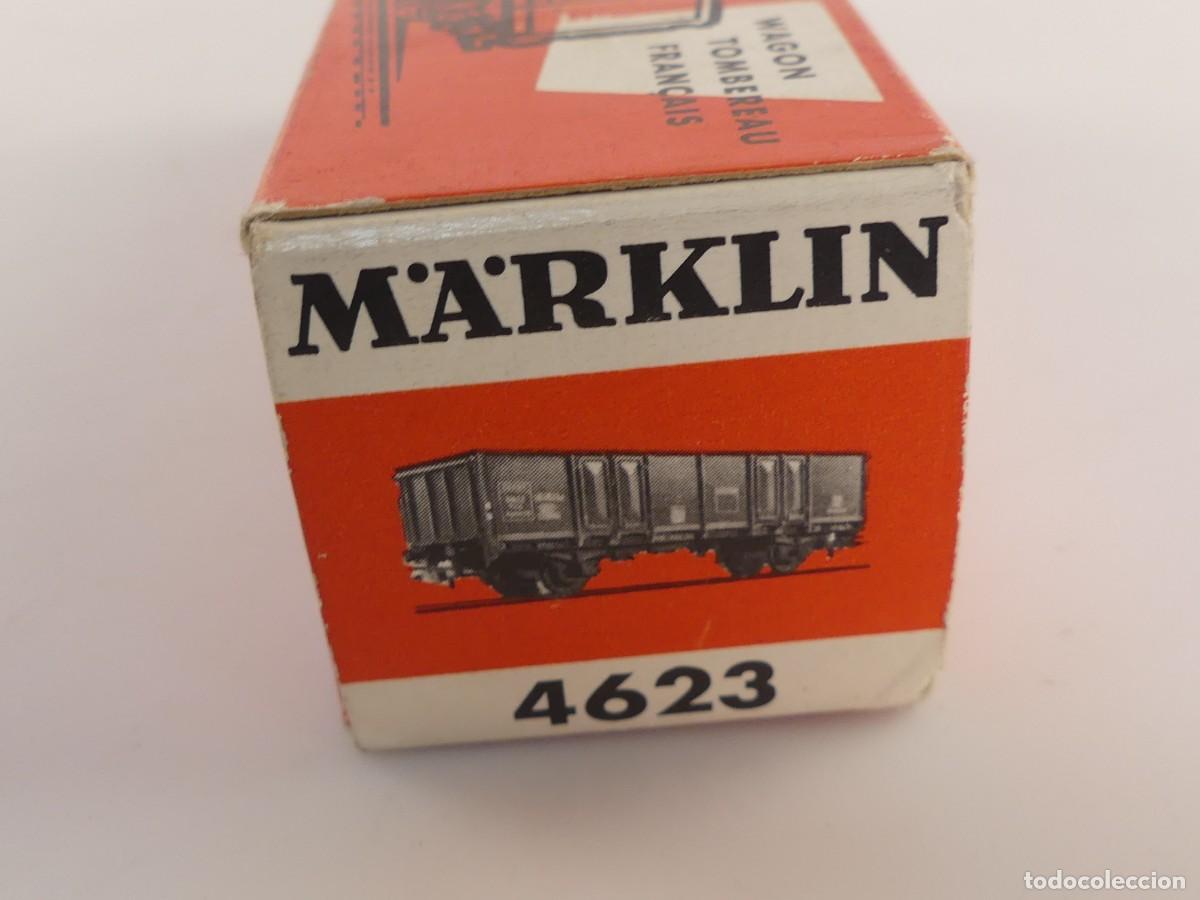 WAGON
TOMBEREAU
FRANÇAIS
MÄRKLIN
4623
todocoleccion